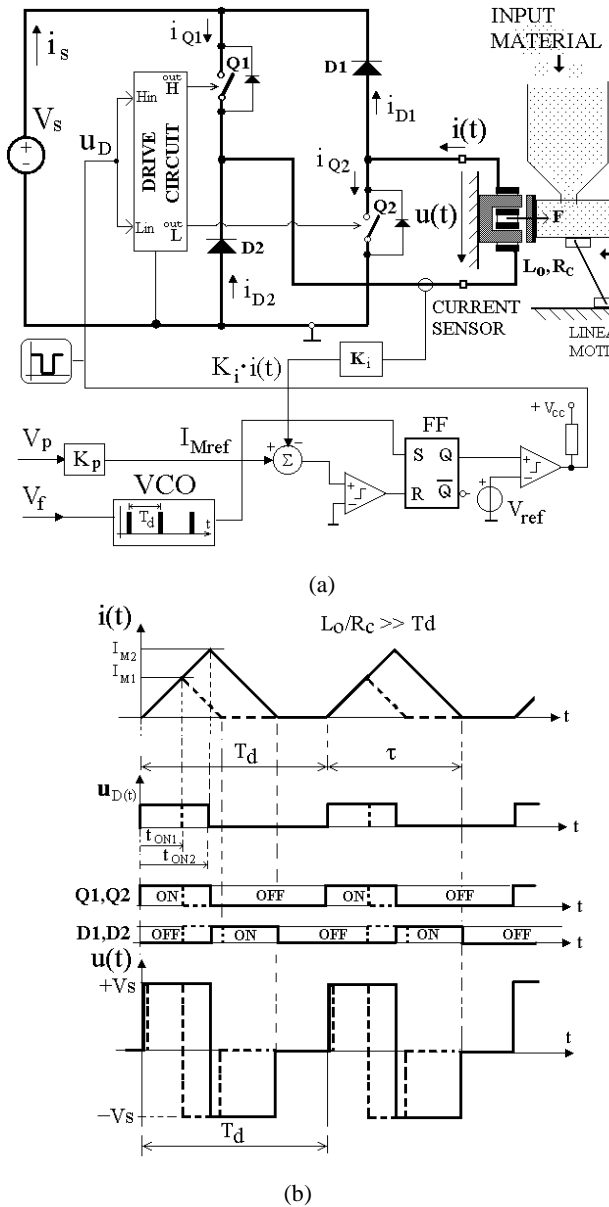 INPUT
MATERIAL
i_s
i_Q1
Q1
D1
V_s
u_D
Hin
out
H
DRIVE
CIRCUIT
Lin
out
L
i_D1
i(t)
i_Q2
Q2
u(t)
F
D2
i_D2
L_o, R_c
CURRENT
SENSOR
LINEA
MOTI
K_i·i(t)
K_i
+ V_cc
V_p
K_p
I_Mref
+
−
Σ
FF
S Q
R Q̅
+
−
+
−
+
V_ref
V_f
VCO
T_d
t
(a)
i(t)
L_o/R_c >> Td
I_M2
I_M1
t
T_d
τ
u_D(t)
t
t_ON1
t_ON2
Q1,Q2
ON OFF ON OFF
t
D1,D2
OFF ON OFF ON OFF
t
u(t)
+Vs
t
−Vs
T_d
(b)